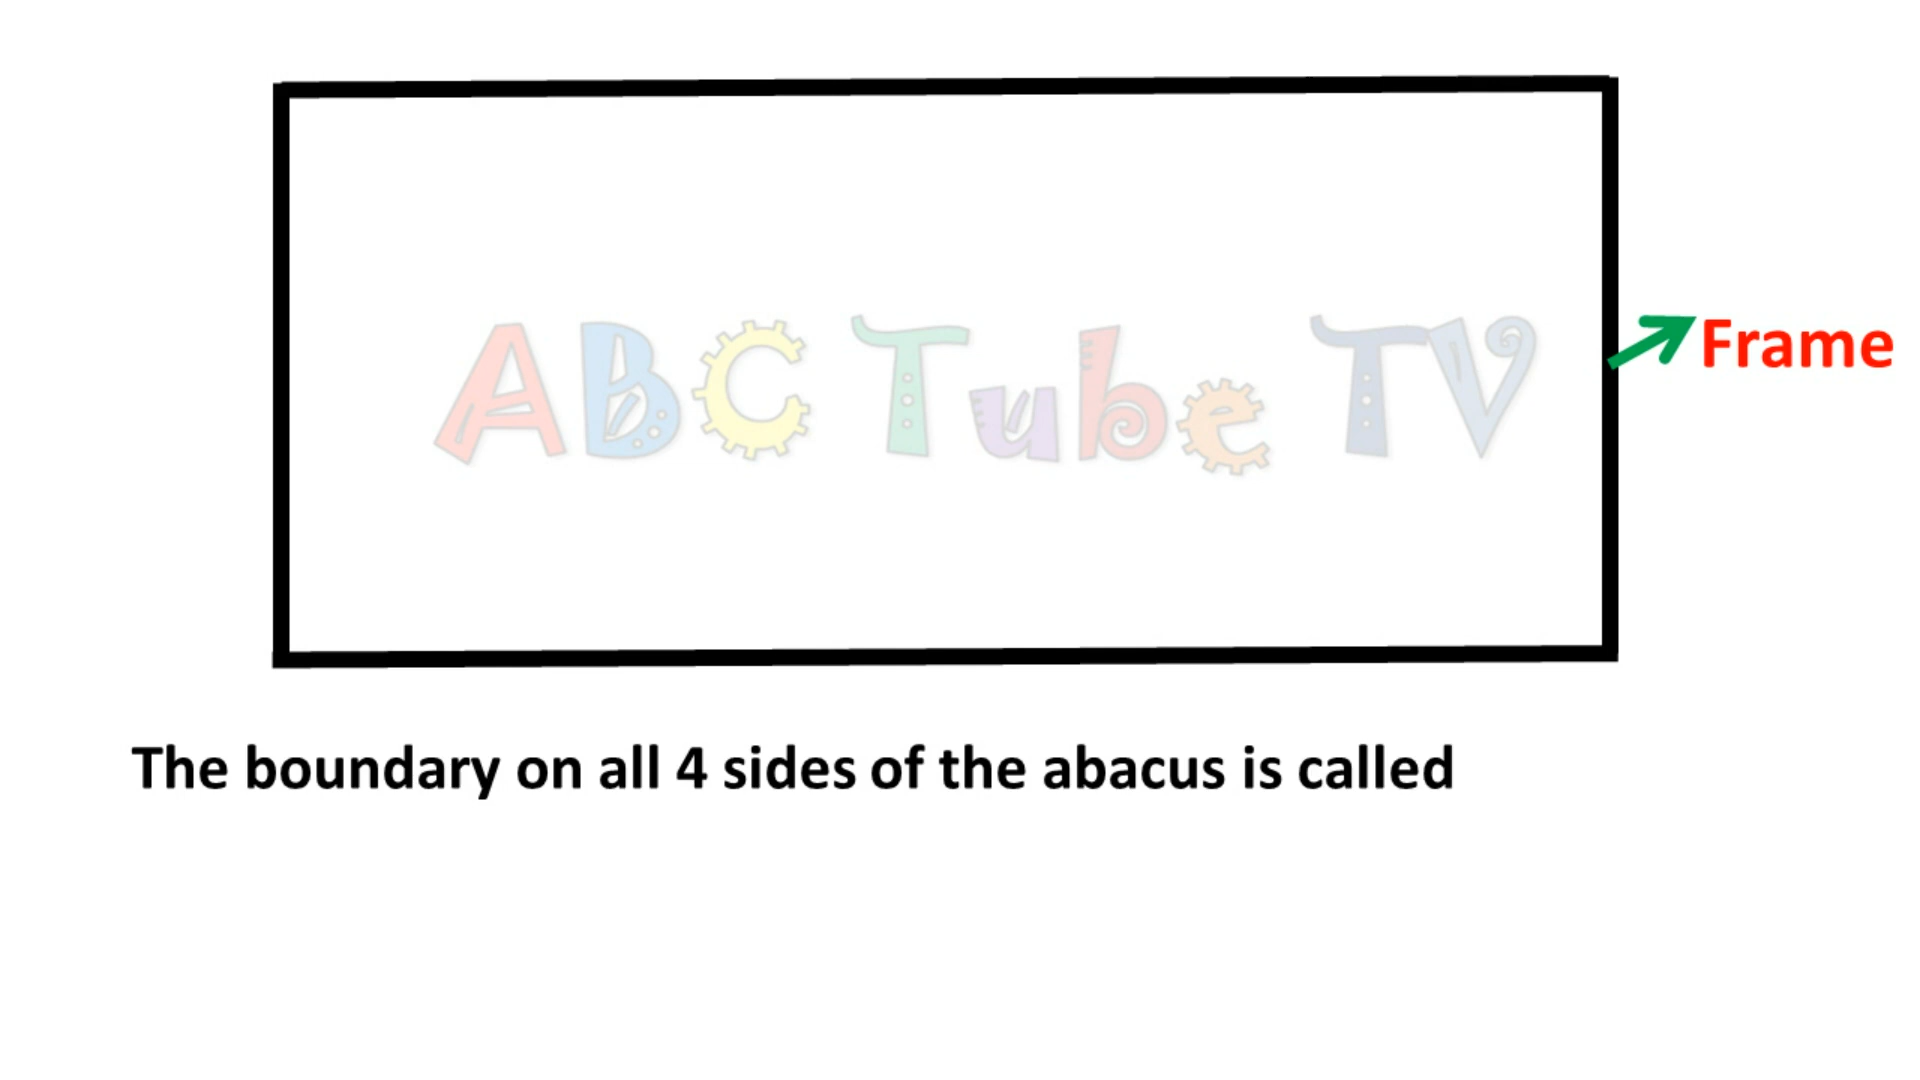 ABC Tube TV
Frame
The boundary on all 4 sides of the abacus is called